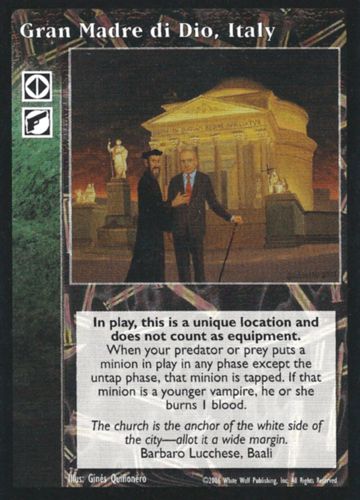 Gran Madre di Dio, Italy
In play, this is a unique location and
does not count as equipment.
When your predator or prey puts a
minion in play in any phase except the
untap phase, that minion is tapped. If that
minion is a younger vampire, he or she
burns 1 blood.
The church is the anchor of the white side of
the city—allot it a wide margin.
Barbaro Lucchese, Baali
Illus: Ginés Quiñonero
©2006 White Wolf Publishing, Inc. All Rights Reserved